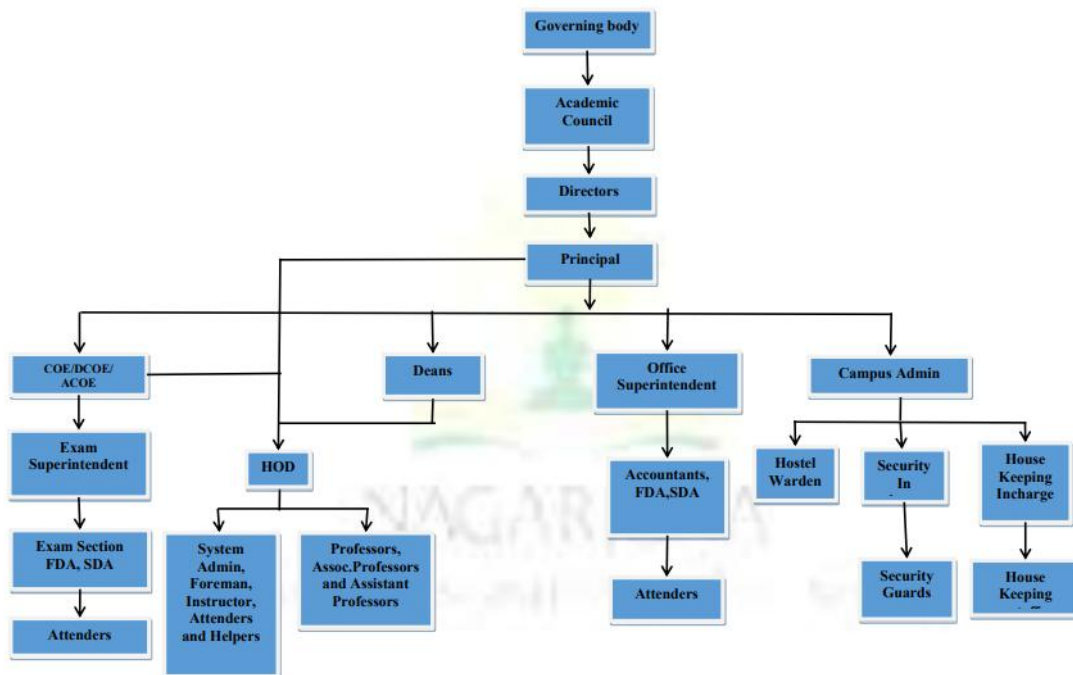 Governing body
Academic
Council
Directors
Principal
COE/DCOE/
ACOE
Deans
Office
Superintendent
Campus Admin
Exam
Superintendent
HOD
Accountants,
FDA,SDA
Hostel
Warden
Security
In
House
Keeping
Incharge
Exam Section
FDA, SDA
System
Admin,
Foreman,
Instructor,
Attenders
and Helpers
Professors,
Assoc.Professors
and Assistant
Professors
Attenders
Security
Guards
House
Keeping
Attenders